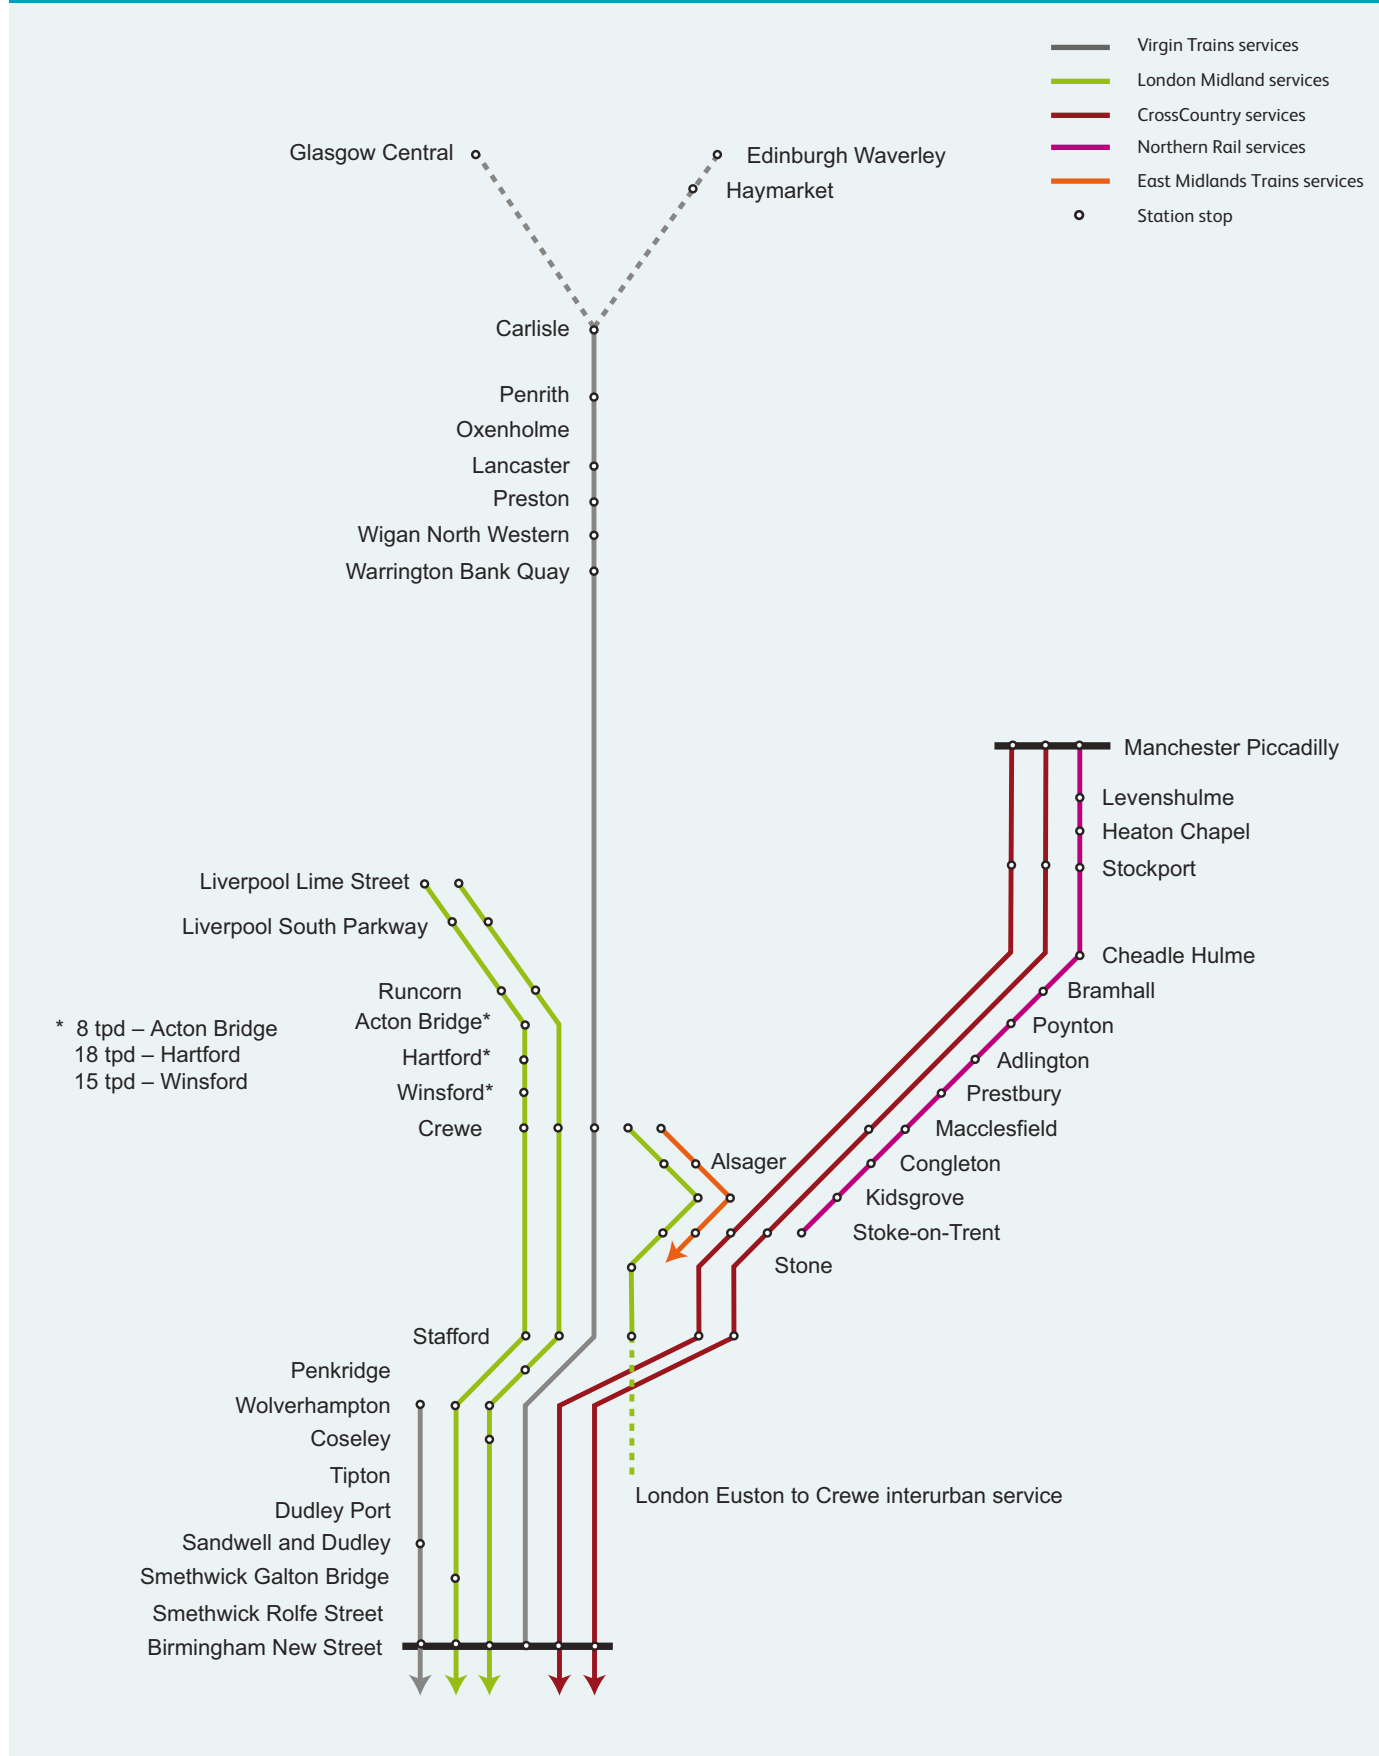 Virgin Trains services
London Midland services
CrossCountry services
Northern Rail services
East Midlands Trains services
Station stop
Glasgow Central
Edinburgh Waverley
Haymarket
Carlisle
Penrith
Oxenholme
Lancaster
Preston
Wigan North Western
Warrington Bank Quay
Manchester Piccadilly
Levenshulme
Heaton Chapel
Stockport
Liverpool Lime Street
Liverpool South Parkway
Cheadle Hulme
Runcorn
Bramhall
Acton Bridge*
Poynton
* 8 tpd – Acton Bridge
18 tpd – Hartford
15 tpd – Winsford
Hartford*
Adlington
Winsford*
Prestbury
Crewe
Macclesfield
Alsager
Congleton
Kidsgrove
Stoke-on-Trent
Stone
Stafford
Penkridge
Wolverhampton
Coseley
Tipton
London Euston to Crewe interurban service
Dudley Port
Sandwell and Dudley
Smethwick Galton Bridge
Smethwick Rolfe Street
Birmingham New Street